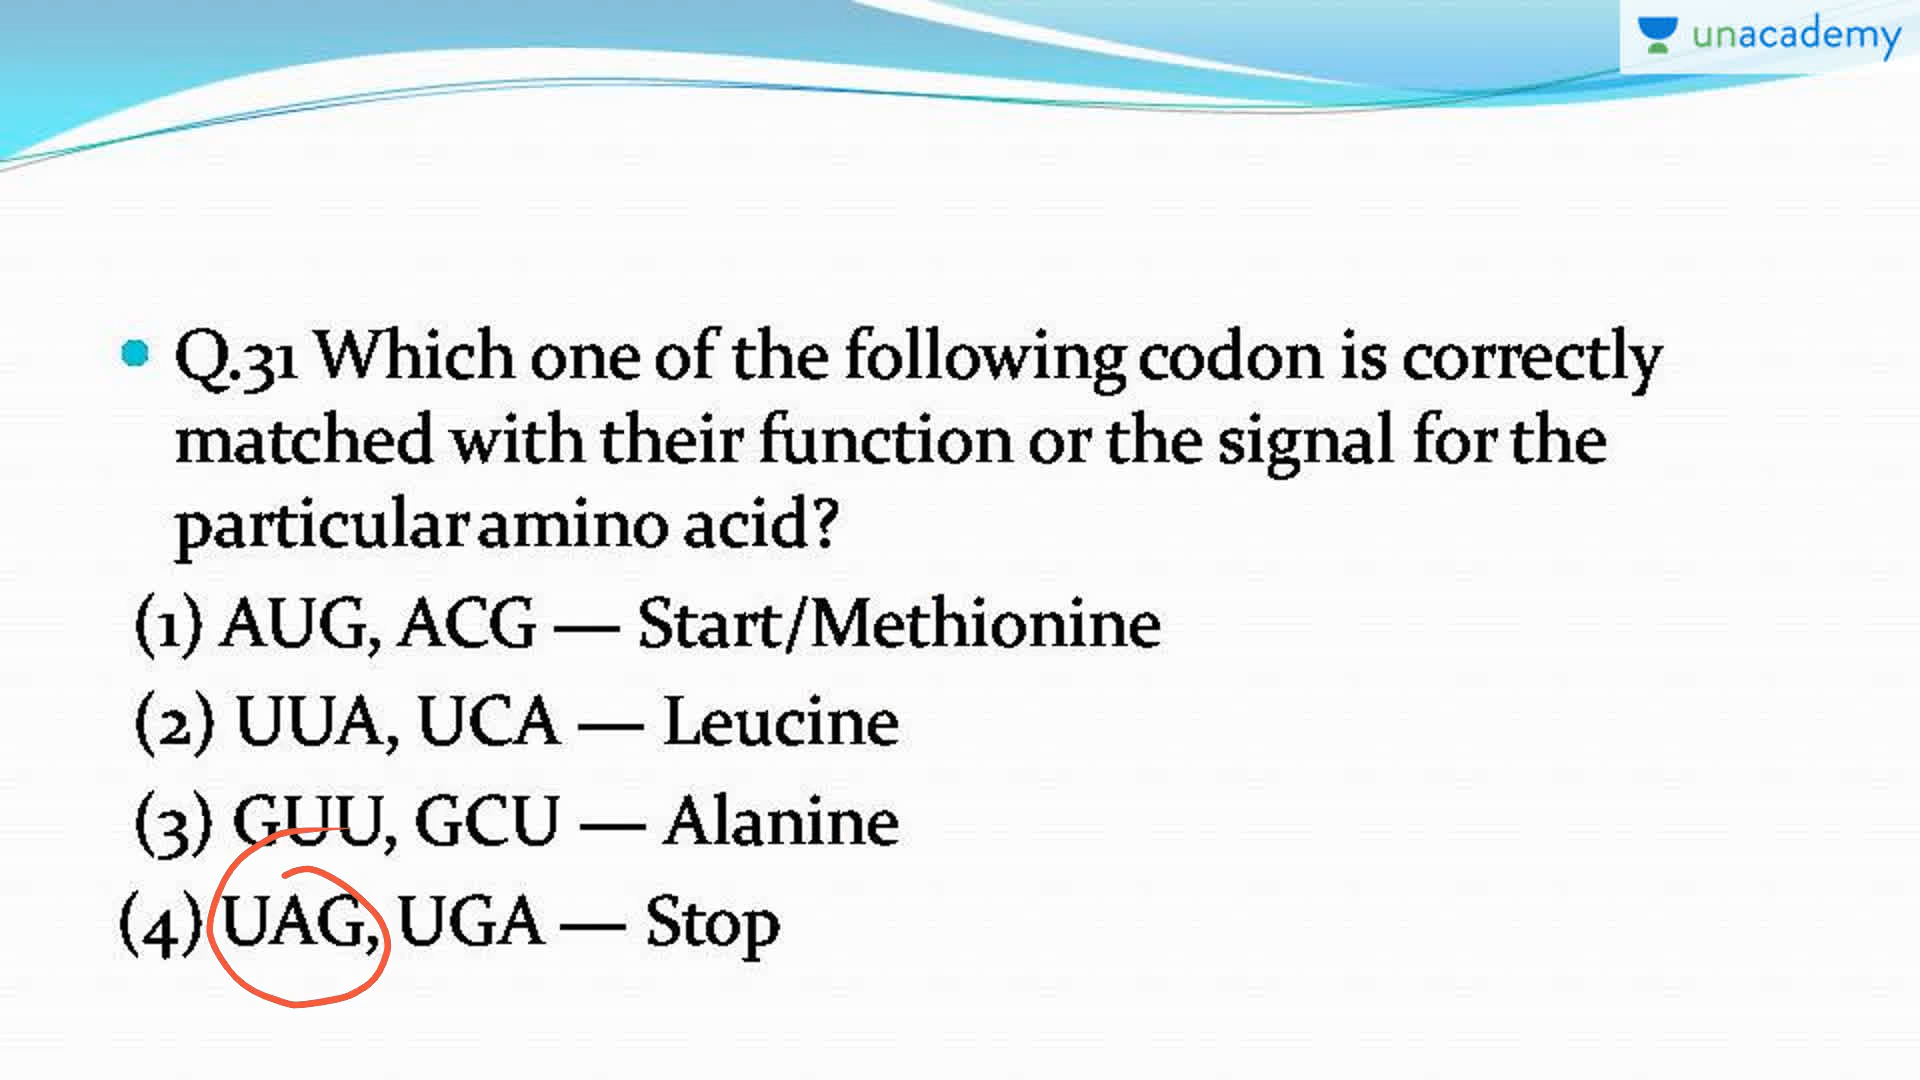 unacademy
Q.31 Which one of the following codon is correctly
matched with their function or the signal for the
particular amino acid?
(1) AUG, ACG — Start/Methionine
(2) UUA, UCA — Leucine
(3) GUU, GCU — Alanine
(4) UAG, UGA — Stop